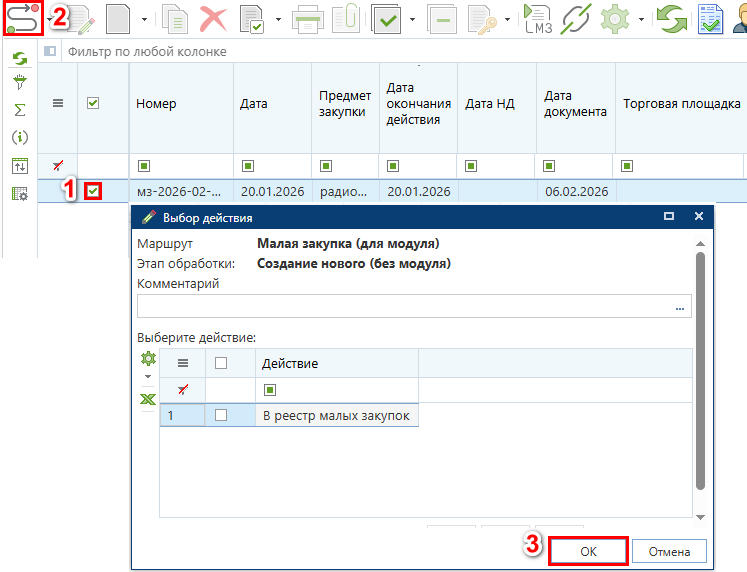 2
LM3
Фильтр по любой колонке
Номер
Дата
Предмет закупки
Дата окончания действия
Дата НД
Дата документа
Торговая площадка
1
мз-2026-02-...
20.01.2026
радио...
20.01.2026
06.02.2026
Выбор действия
Маршрут
Малая закупка (для модуля)
Этап обработки:
Создание нового (без модуля)
Комментарий
...
Выберите действие:
Действие
1
В реестр малых закупок
3
OK
Отмена